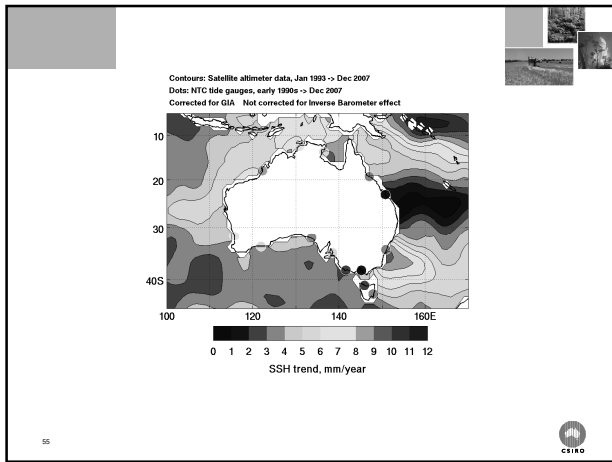 Contours: Satellite altimeter data, Jan 1993 -> Dec 2007
Dots: NTC tide gauges, early 1990s -> Dec 2007
Corrected for GIA Not corrected for Inverse Barometer effect
10
20
30
40S
100 120 140 160E
0 1 2 3 4 5 6 7 8 9 10 11 12
SSH trend, mm/year
55
CSIRO